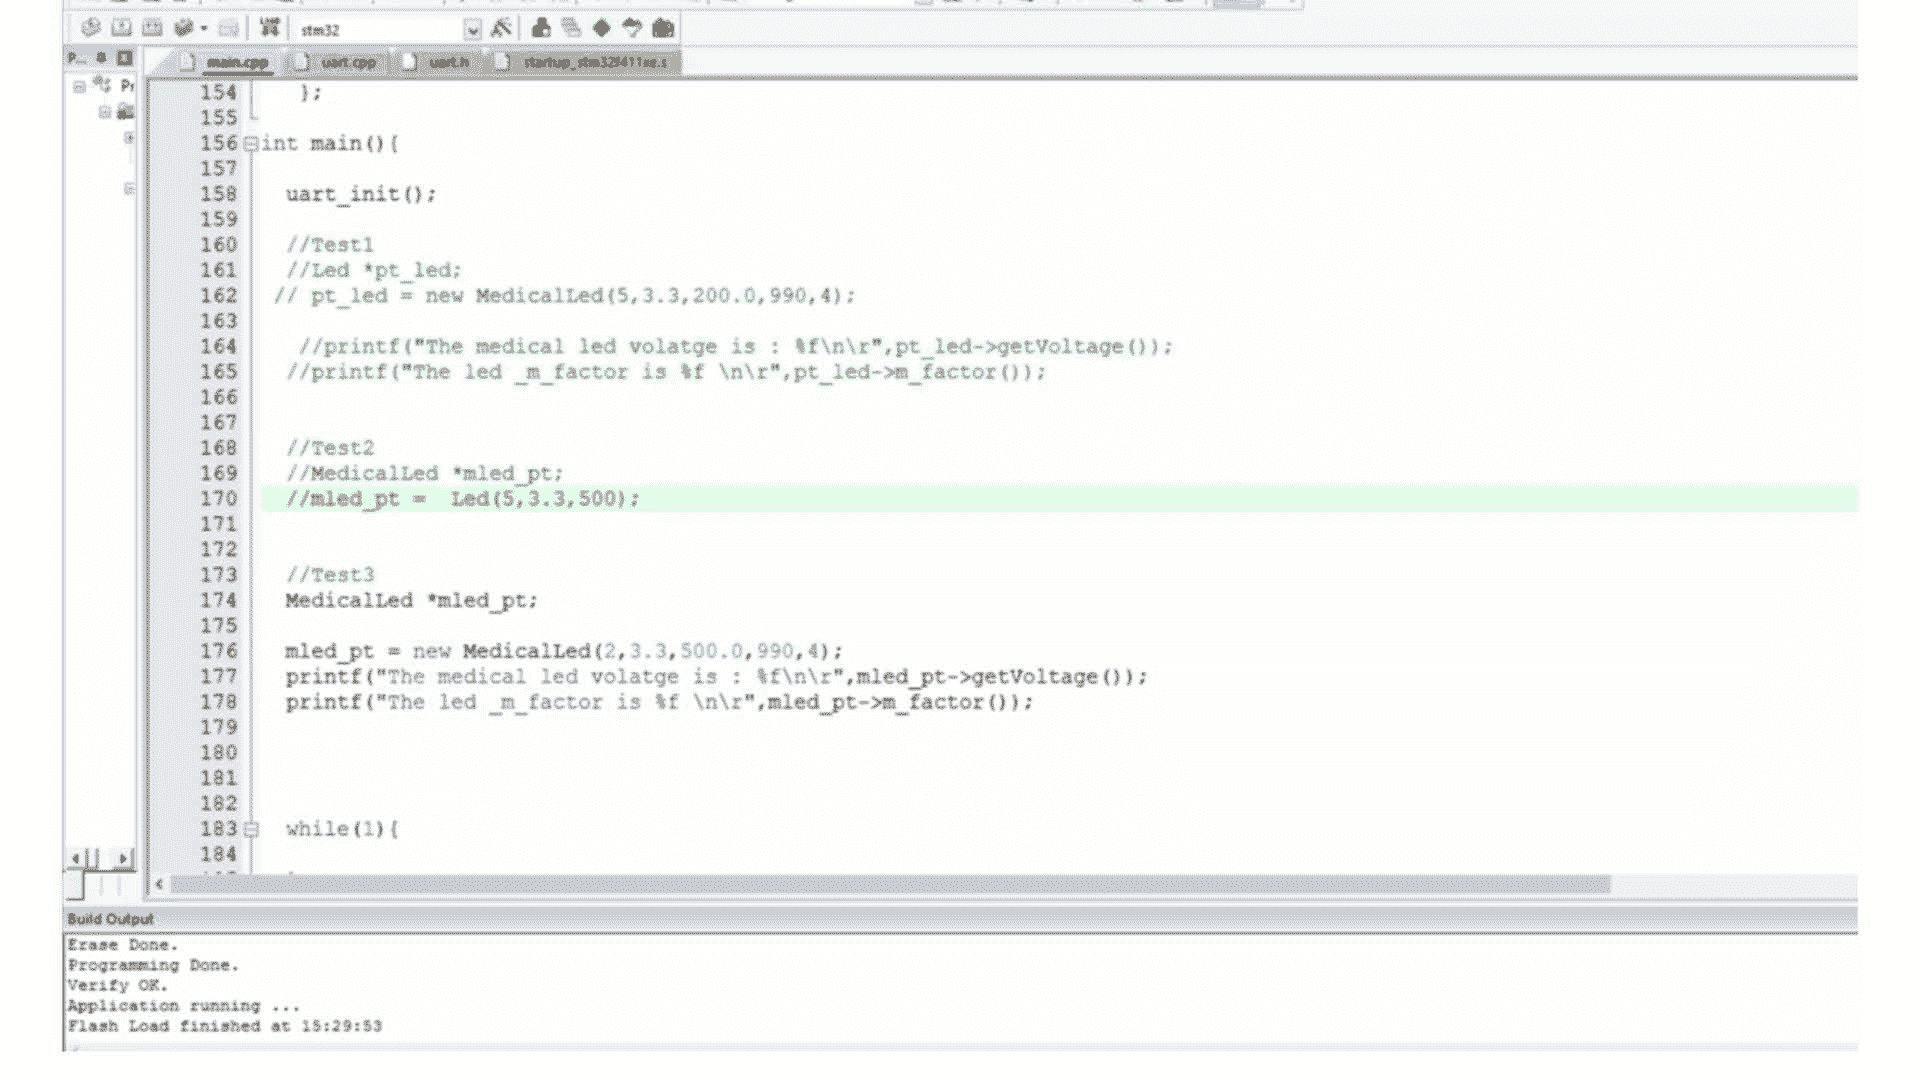 stm32
P...
main.cpp uart.cpp uart.h startup_stm32f411xe.s
Pr
154 };
155
156 int main(){
157
158 uart_init();
159
160 //Test1
161 //Led *pt_led;
162 // pt_led = new MedicalLed(5,3.3,200.0,990,4);
163
164 //printf("The medical led volatge is : %f\n\r",pt_led->getVoltage());
165 //printf("The led _m_factor is %f \n\r",pt_led->m_factor());
166
167
168 //Test2
169 //MedicalLed *mled_pt;
170 //mled_pt = Led(5,3.3,500);
171
172
173 //Test3
174 MedicalLed *mled_pt;
175
176 mled_pt = new MedicalLed(2,3.3,500.0,990,4);
177 printf("The medical led volatge is : %f\n\r",mled_pt->getVoltage());
178 printf("The led _m_factor is %f \n\r",mled_pt->m_factor());
179
180
181
182
183 while(1){
184
Build Output
Erase Done.
Programming Done.
Verify OK.
Application running ...
Flash Load finished at 15:29:53